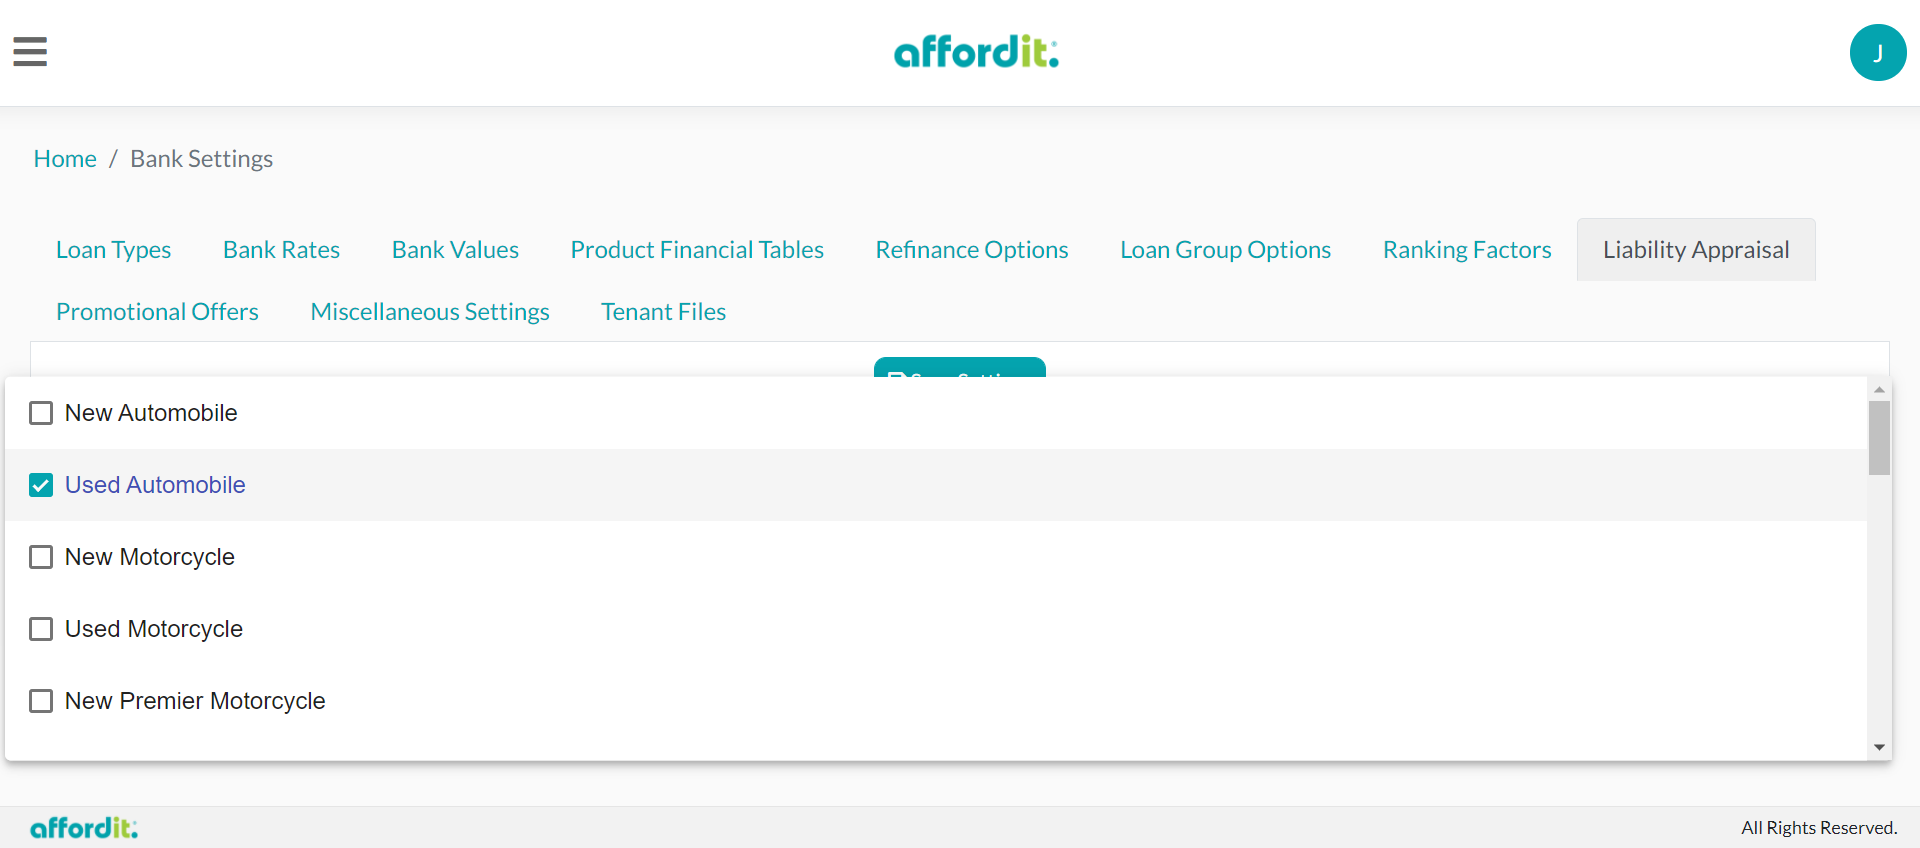 affordit:
J
Home / Bank Settings
Loan Types Bank Rates Bank Values Product Financial Tables Refinance Options Loan Group Options Ranking Factors Liability Appraisal
Promotional Offers Miscellaneous Settings Tenant Files
New Automobile
Used Automobile
New Motorcycle
Used Motorcycle
New Premier Motorcycle
affordit:
All Rights Reserved.